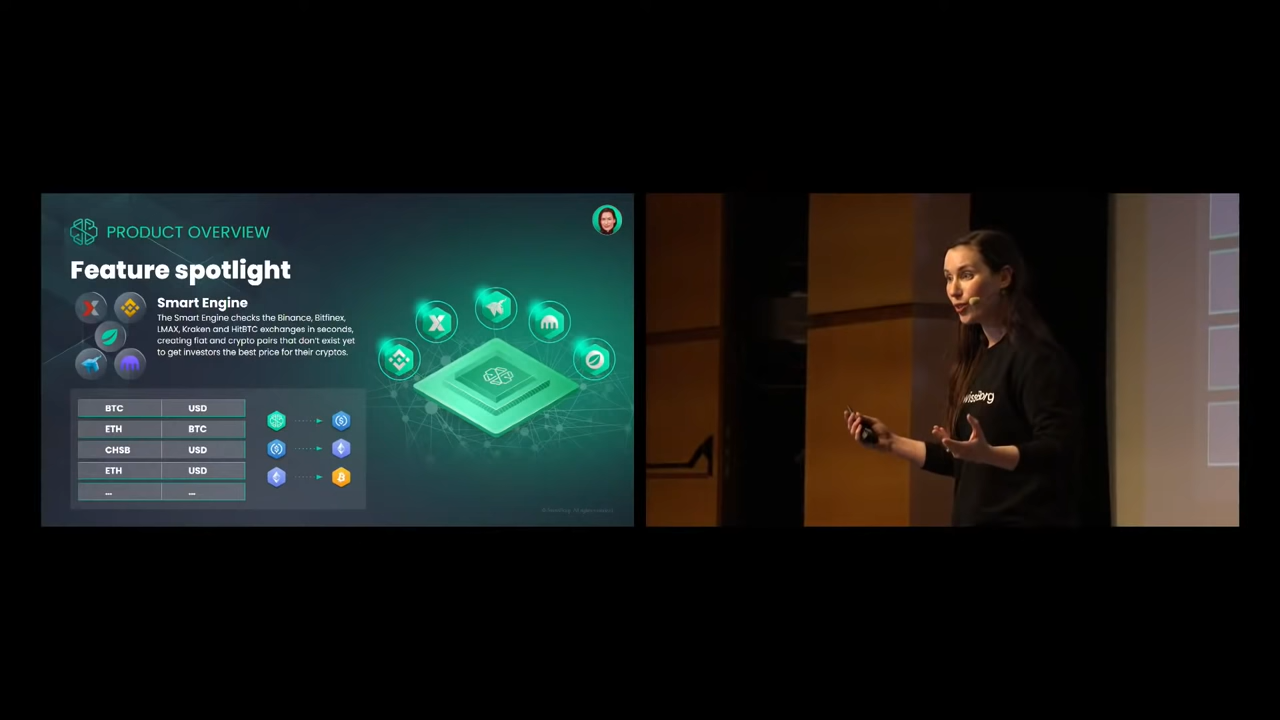 PRODUCT OVERVIEW
Feature spotlight
Smart Engine
The Smart Engine checks the Binance, Bitfinex,
LMAX, Kraken and HitBTC exchanges in seconds,
creating fiat and crypto pairs that don't exist yet
to get investors the best price for their cryptos.
BTC USD
ETH BTC
CHSB USD
ETH USD
... ...